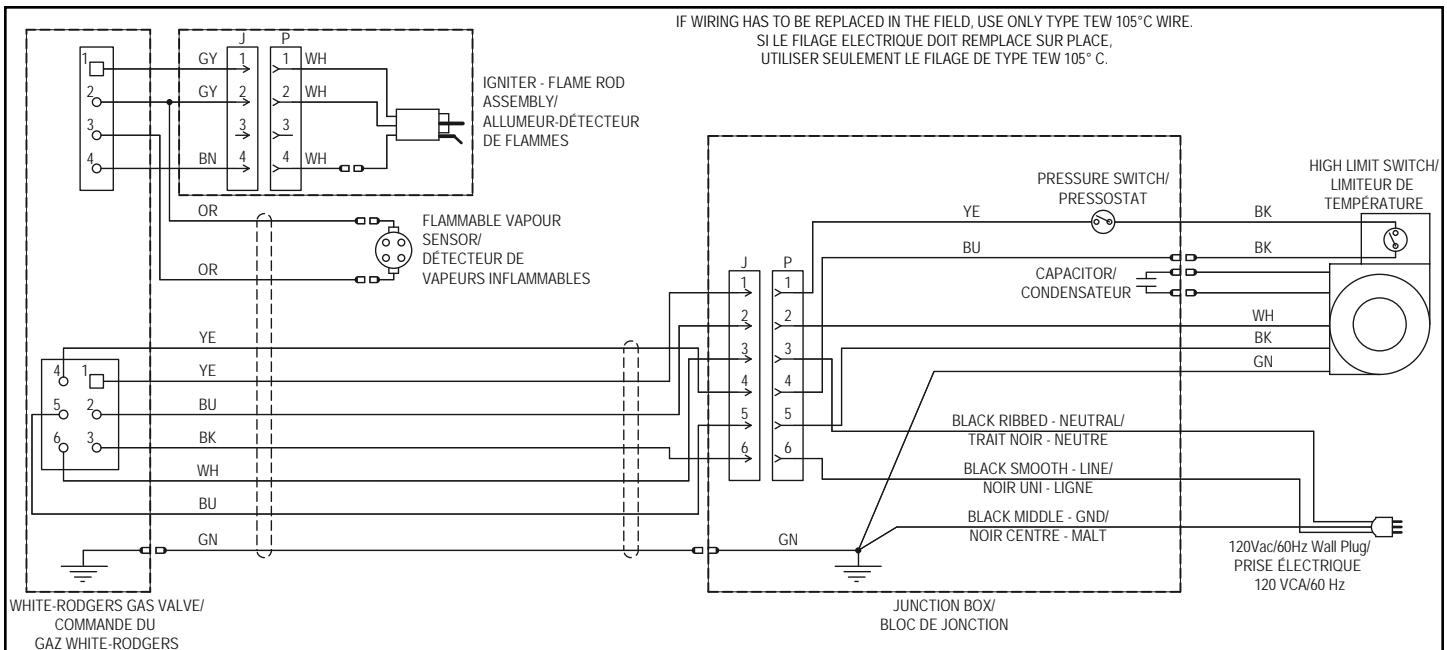 IF WIRING HAS TO BE REPLACED IN THE FIELD, USE ONLY TYPE TEW 105°C WIRE.
SI LE FILAGE ELECTRIQUE DOIT REMPLACE SUR PLACE,
UTILISER SEULEMENT LE FILAGE DE TYPE TEW 105° C.
J P
1 GY 1 1 WH
2 GY 2 2 WH
3 3 3
4 BN 4 4 WH
IGNITER - FLAME ROD
ASSEMBLY/
ALLUMEUR-DÉTECTEUR
DE FLAMMES
OR
OR
FLAMMABLE VAPOUR
SENSOR/
DÉTECTEUR DE
VAPEURS INFLAMMABLES
PRESSURE SWITCH/
PRESSOSTAT
HIGH LIMIT SWITCH/
LIMITEUR DE
TEMPÉRATURE
YE BK
BU BK
CAPACITOR/
CONDENSATEUR
WH
BK
GN
J P
1 1
2 2
3 3
4 4
5 5
6 6
4 1
5 2
6 3
YE
YE
BU
BK
WH
BU
GN
GN
BLACK RIBBED - NEUTRAL/
TRAIT NOIR - NEUTRE
BLACK SMOOTH - LINE/
NOIR UNI - LIGNE
BLACK MIDDLE - GND/
NOIR CENTRE - MALT
120Vac/60Hz Wall Plug/
PRISE ÉLECTRIQUE
120 VCA/60 Hz
WHITE-RODGERS GAS VALVE/
COMMANDE DU
GAZ WHITE-RODGERS
JUNCTION BOX/
BLOC DE JONCTION